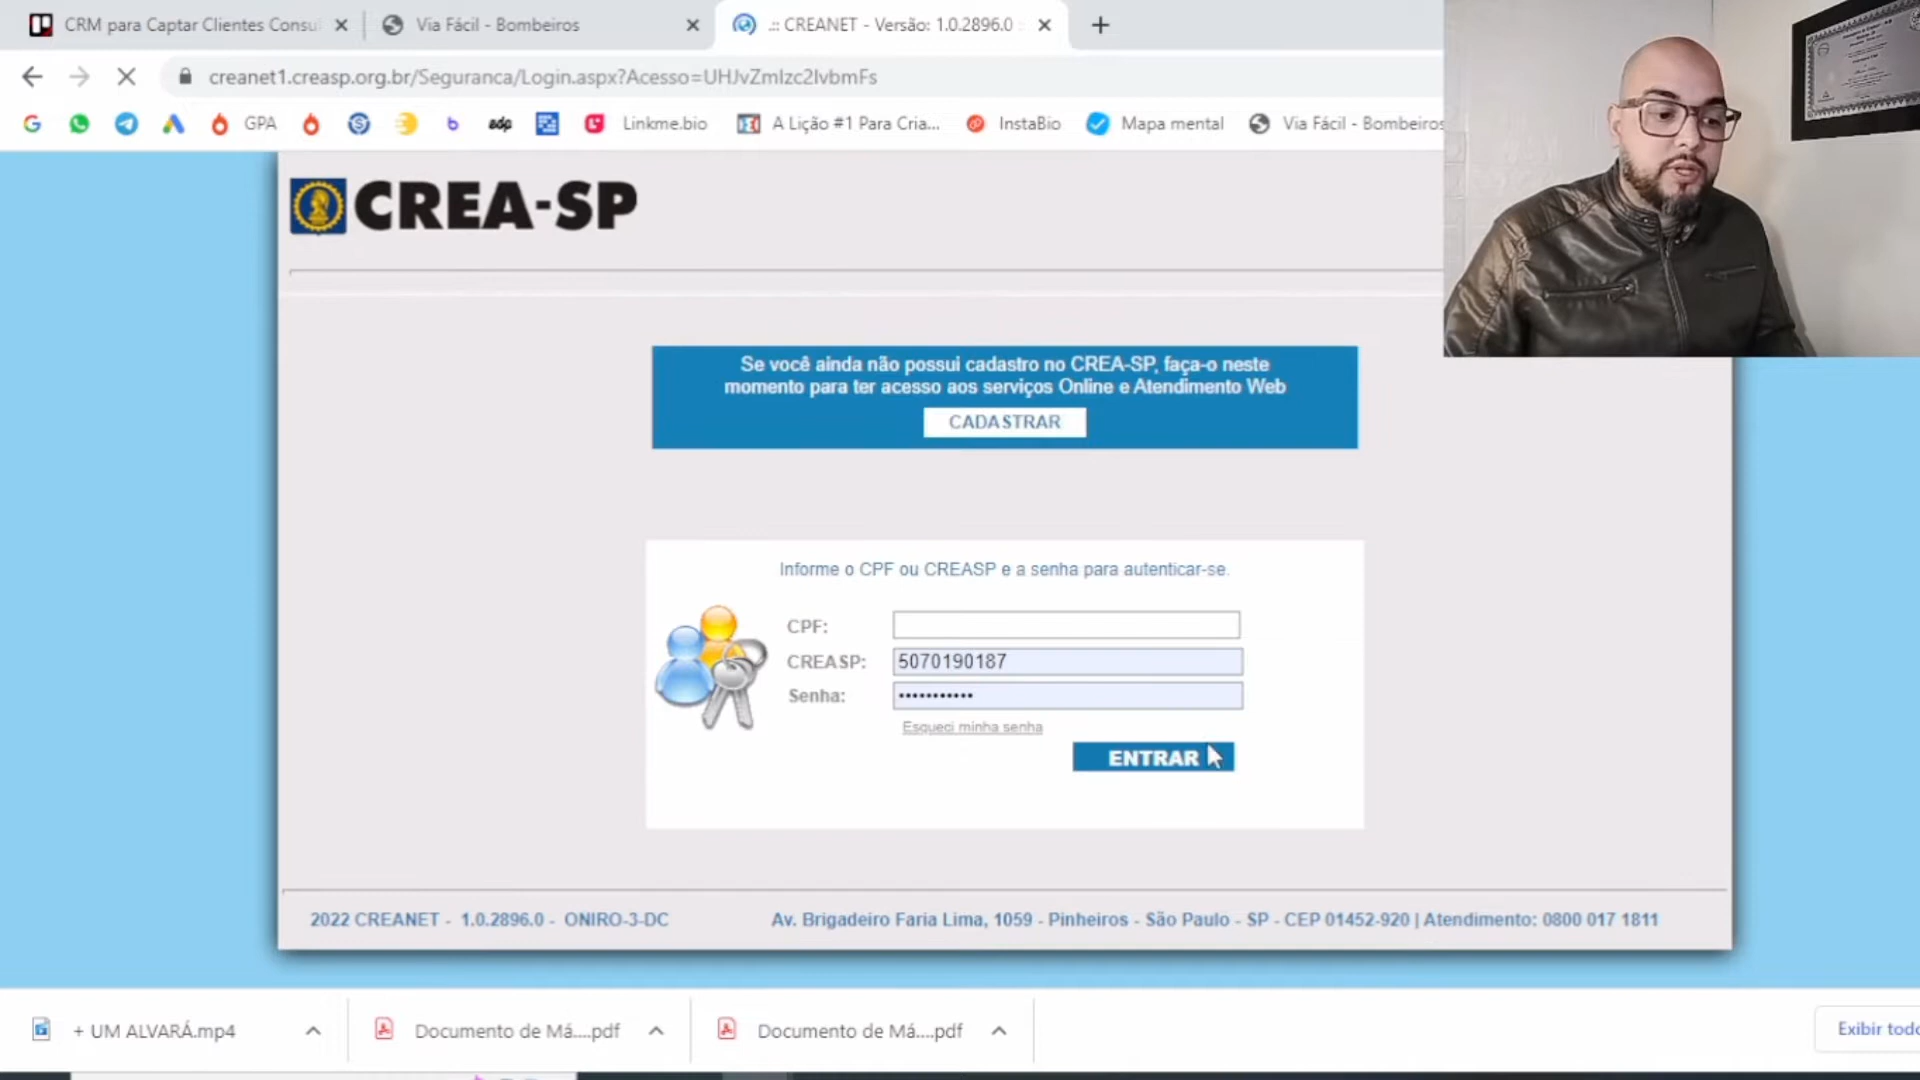 CRM para Captar Clientes Consu
Via Fácil - Bombeiros
.:: CREANET - Versão: 1.0.2896.0 ::
creanet1.creasp.org.br/Seguranca/Login.aspx?Acesso=UHJvZmlzc2lvbmFs
GPA
edp
Linkme.bio
A Lição #1 Para Cria...
InstaBio
Mapa mental
Via Fácil - Bombeiros
CREA-SP
Se você ainda não possui cadastro no CREA-SP, faça-o neste
momento para ter acesso aos serviços Online e Atendimento Web
CADASTRAR
Informe o CPF ou CREASP e a senha para autenticar-se.
CPF:
CREASP: 5070190187
Senha: •••••••••••
Esqueci minha senha
ENTRAR
2022 CREANET - 1.0.2896.0 - ONIRO-3-DC
Av. Brigadeiro Faria Lima, 1059 - Pinheiros - São Paulo - SP - CEP 01452-920 | Atendimento: 0800 017 1811
+ UM ALVARÁ.mp4
Documento de Má....pdf
Documento de Má....pdf
Exibir todo